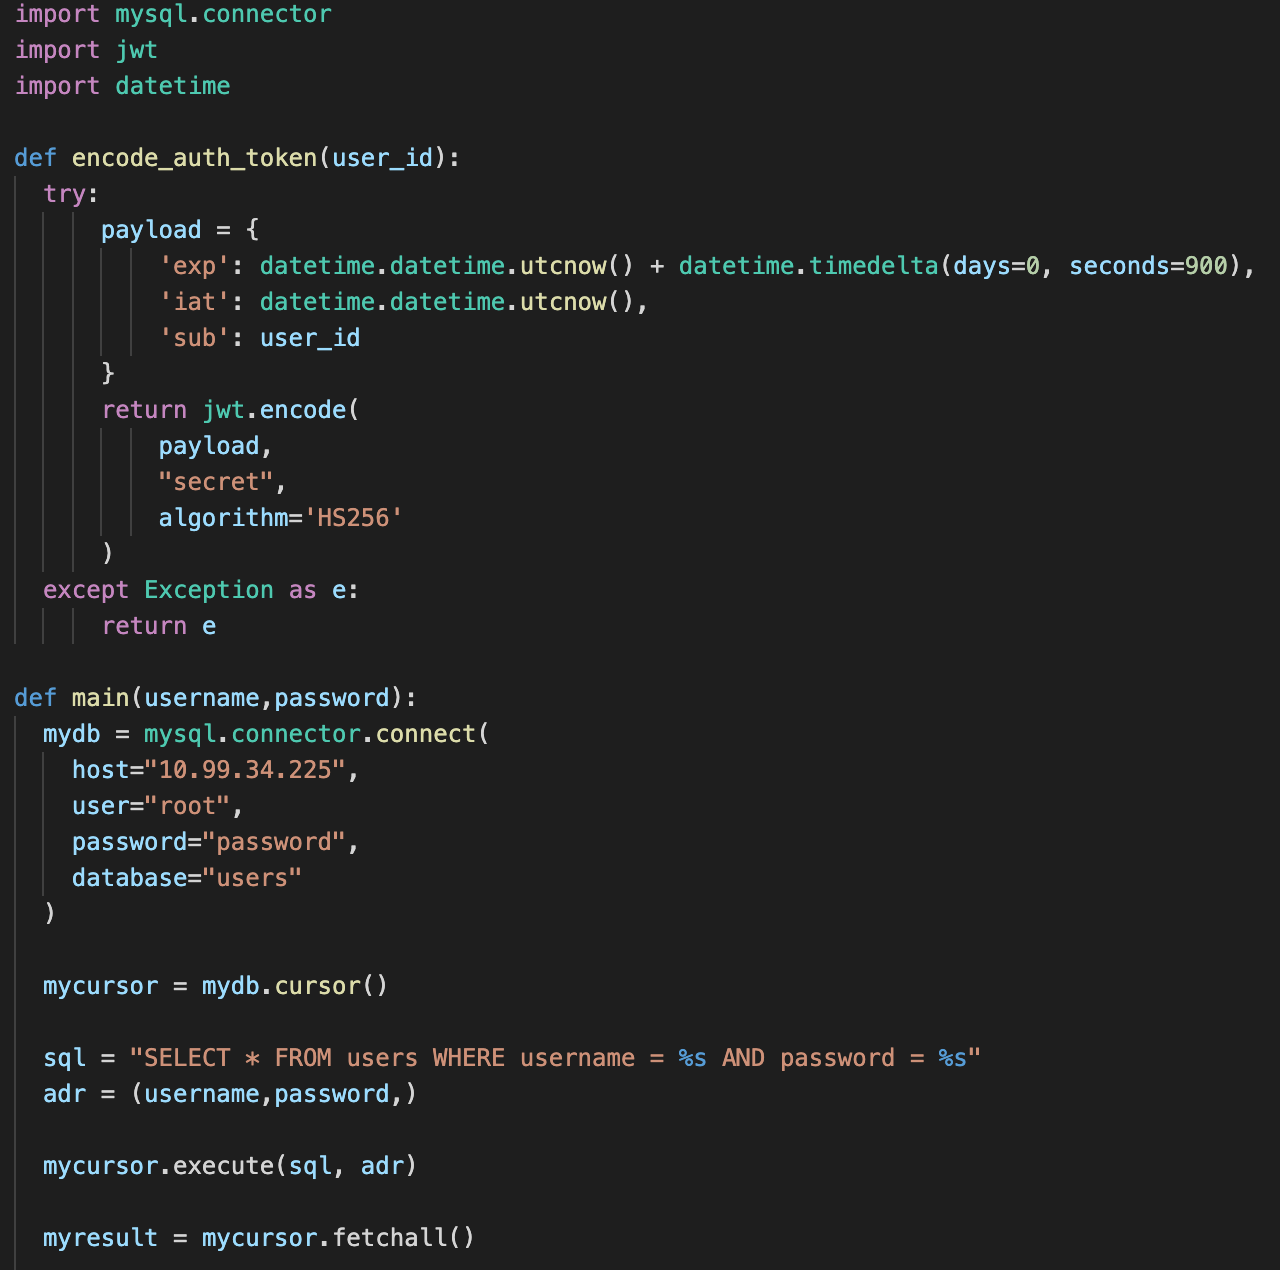 import mysql.connector
import jwt
import datetime

def encode_auth_token(user_id):
  try:
      payload = {
          'exp': datetime.datetime.utcnow() + datetime.timedelta(days=0, seconds=900),
          'iat': datetime.datetime.utcnow(),
          'sub': user_id
      }
      return jwt.encode(
          payload,
          "secret",
          algorithm='HS256'
      )
  except Exception as e:
      return e

def main(username,password):
  mydb = mysql.connector.connect(
    host="10.99.34.225",
    user="root",
    password="password",
    database="users"
  )

  mycursor = mydb.cursor()

  sql = "SELECT * FROM users WHERE username = %s AND password = %s"
  adr = (username,password,)

  mycursor.execute(sql, adr)

  myresult = mycursor.fetchall()